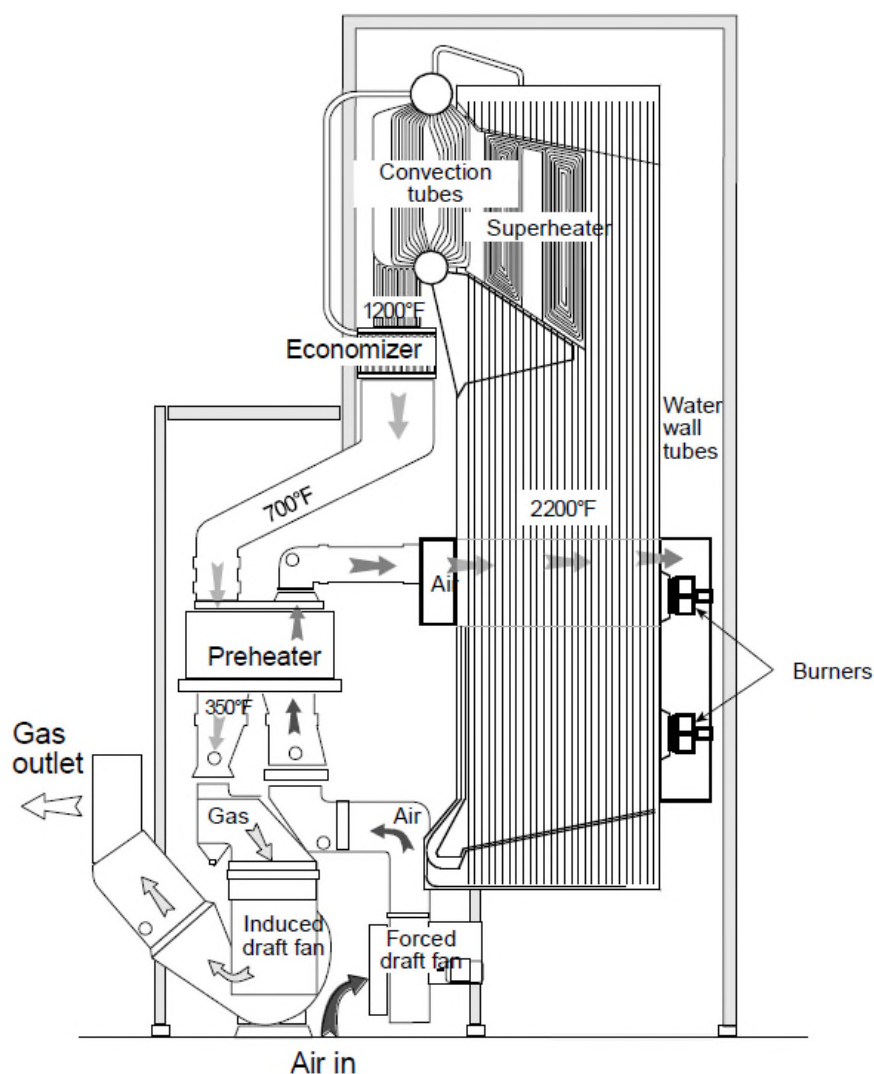 Convection
tubes
Superheater
1200°F
Economizer
Water
wall
tubes
700°F
2200°F
Air
Preheater
Burners
350°F
Gas
outlet
Gas
Air
Induced
draft fan
Forced
draft fan
Air in